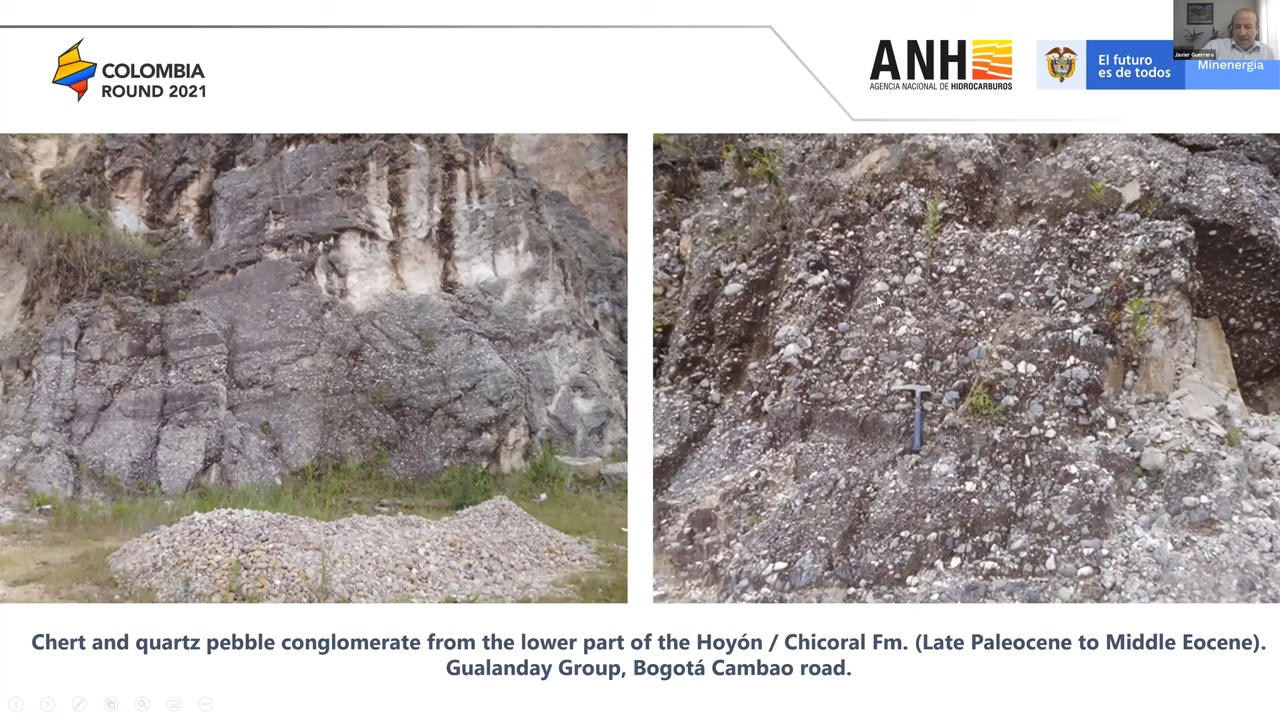 COLOMBIA
ROUND 2021
ANH
AGENCIA NACIONAL DE HIDROCARBUROS
El futuro
es de todos
Minenergía
Javier Guerrero
Chert and quartz pebble conglomerate from the lower part of the Hoyón / Chicoral Fm. (Late Paleocene to Middle Eocene).
Gualanday Group, Bogotá Cambao road.